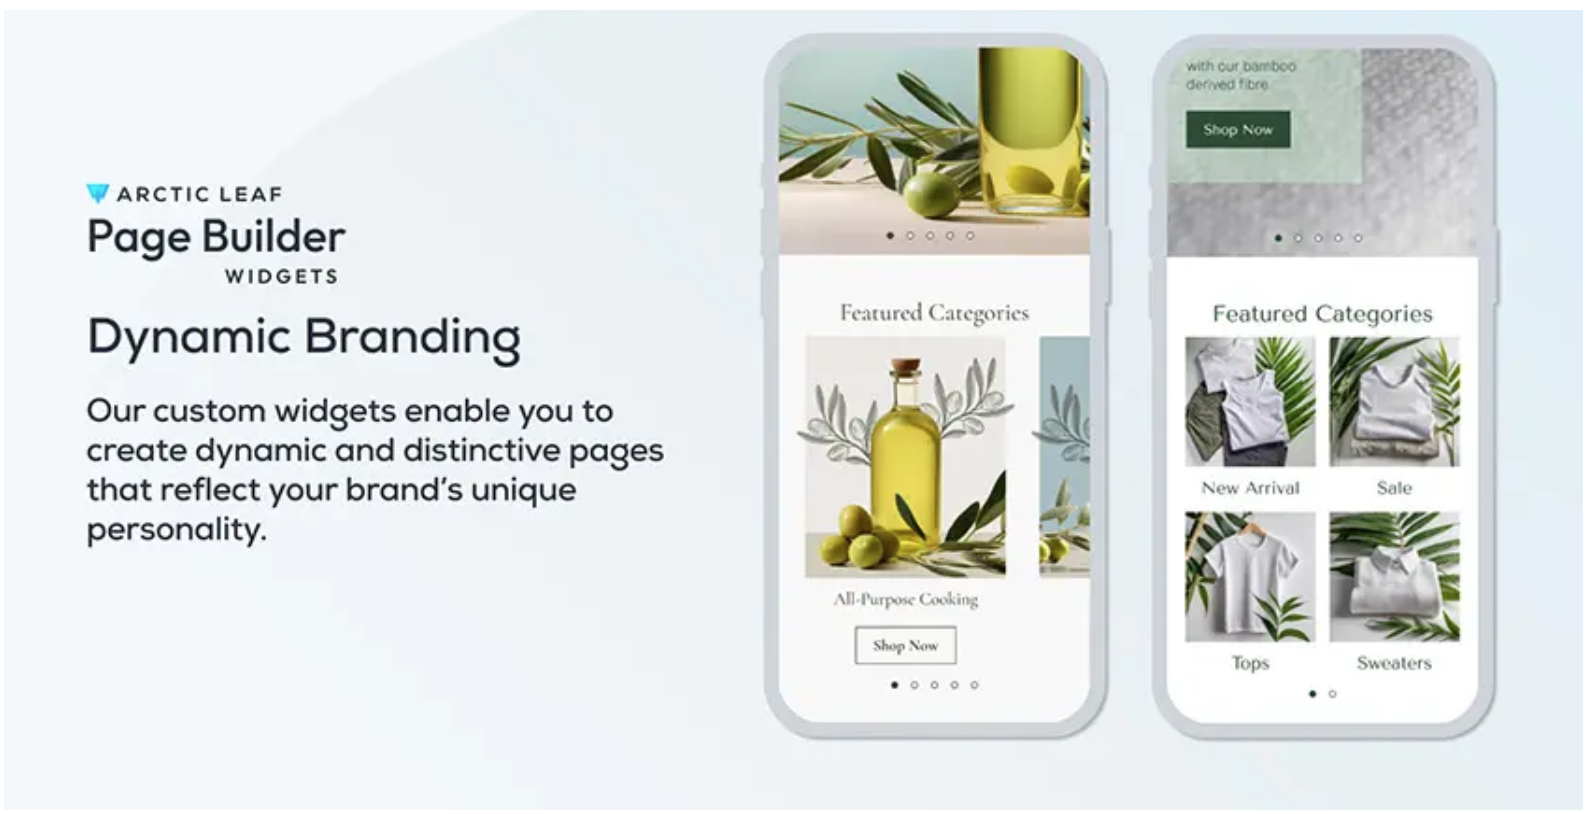 ARCTIC LEAF
Page Builder
WIDGETS
Dynamic Branding
Our custom widgets enable you to
create dynamic and distinctive pages
that reflect your brand's unique
personality.
Featured Categories
All-Purpose Cooking
Shop Now
with our bamboo
derived fibre
Shop Now
Featured Categories
New Arrival
Sale
Tops
Sweaters